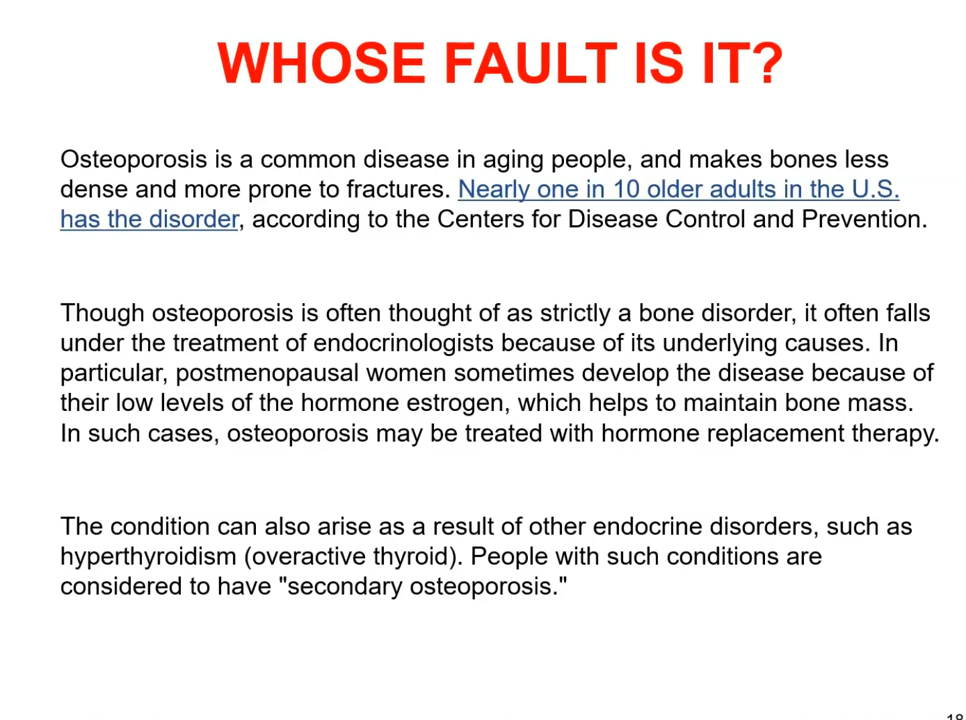 WHOSE FAULT IS IT?
Osteoporosis is a common disease in aging people, and makes bones less
dense and more prone to fractures. Nearly one in 10 older adults in the U.S.
has the disorder, according to the Centers for Disease Control and Prevention.
Though osteoporosis is often thought of as strictly a bone disorder, it often falls
under the treatment of endocrinologists because of its underlying causes. In
particular, postmenopausal women sometimes develop the disease because of
their low levels of the hormone estrogen, which helps to maintain bone mass.
In such cases, osteoporosis may be treated with hormone replacement therapy.
The condition can also arise as a result of other endocrine disorders, such as
hyperthyroidism (overactive thyroid). People with such conditions are
considered to have "secondary osteoporosis."